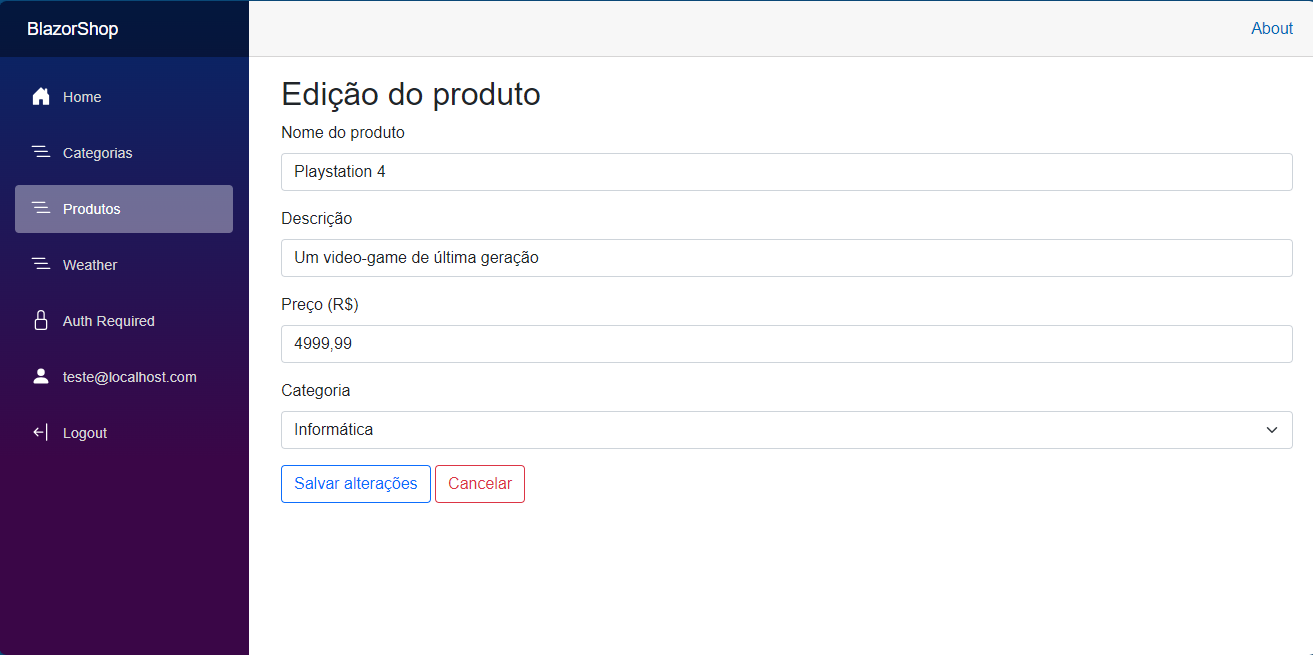 BlazorShop
About
Home
Categorias
Produtos
Weather
Auth Required
teste@localhost.com
Logout
Edição do produto
Nome do produto
Playstation 4
Descrição
Um video-game de última geração
Preço (R$)
4999,99
Categoria
Informática
Salvar alterações
Cancelar